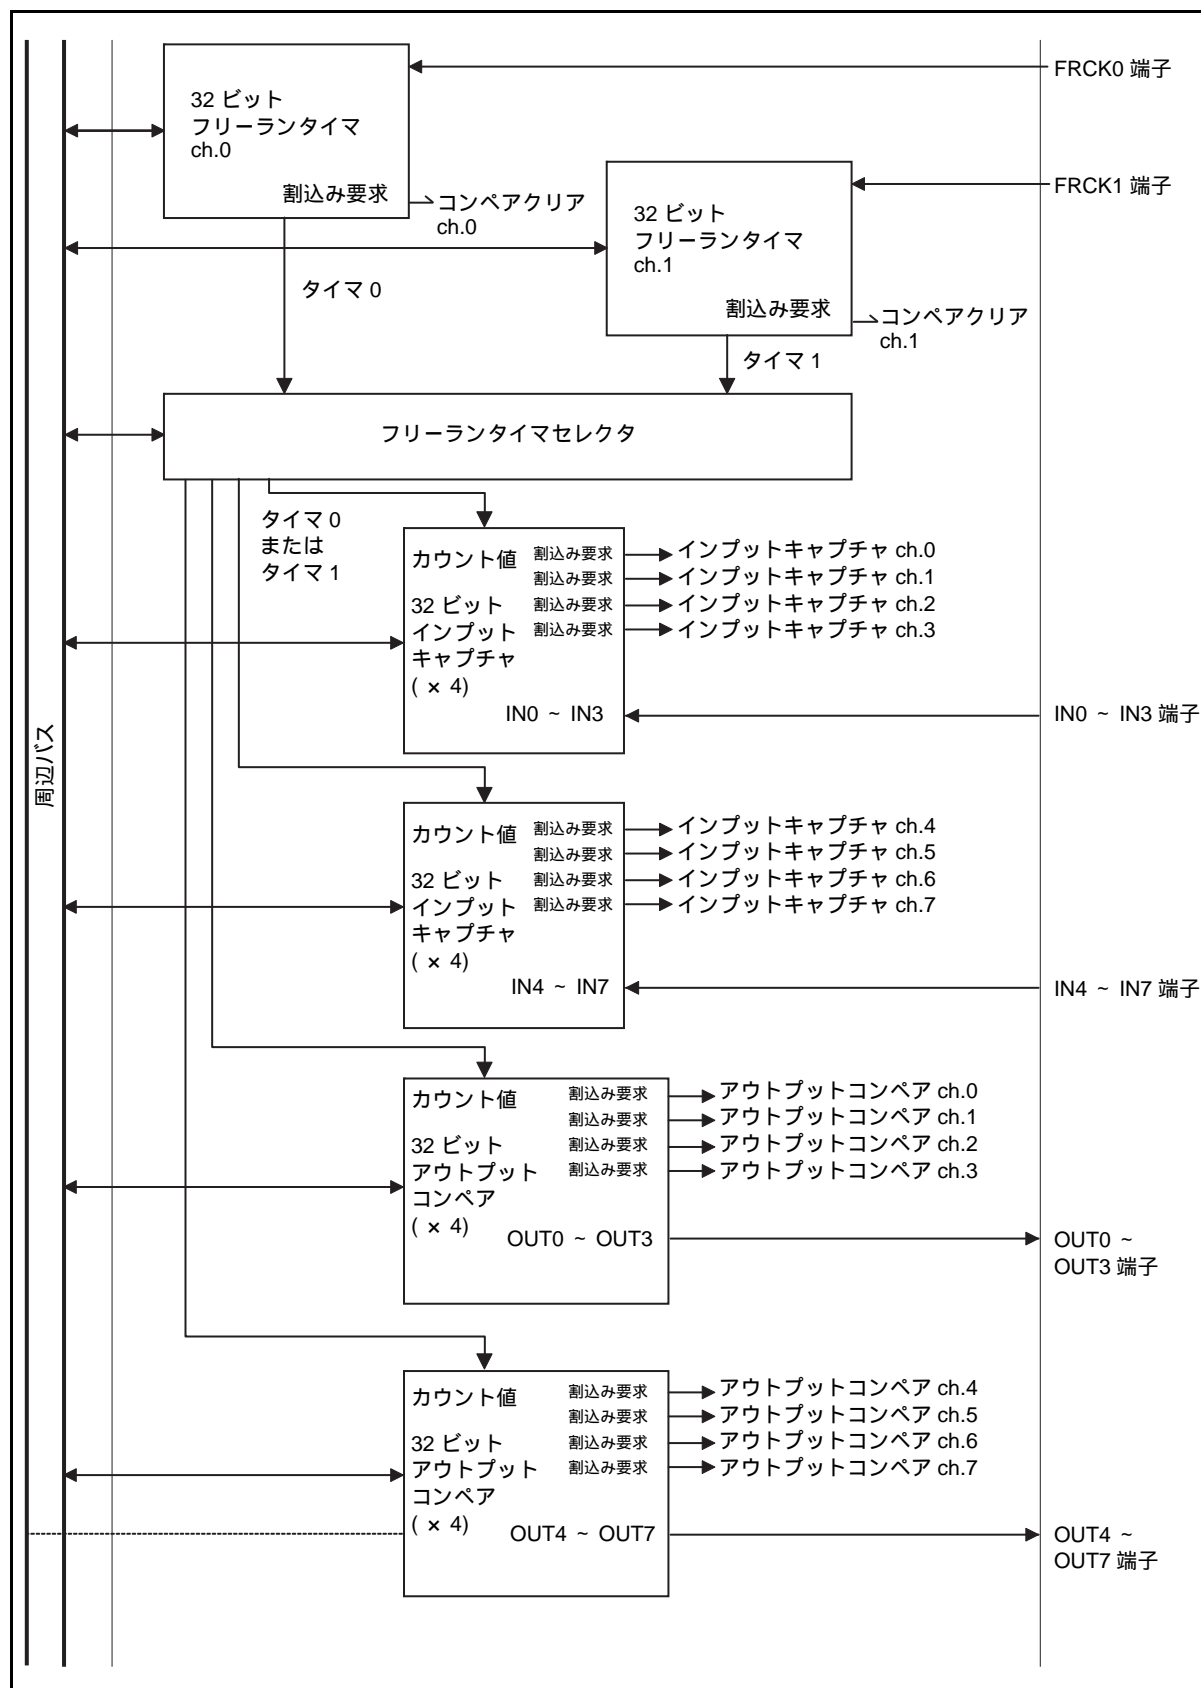 FRCK0 端子
32 ビット
フリーランタイマ
ch.0
割込み要求
コンペアクリア
ch.0
FRCK1 端子
32 ビット
フリーランタイマ
ch.1
割込み要求
コンペアクリア
ch.1
タイマ 0
タイマ 1
フリーランタイマセレクタ
タイマ 0
または
タイマ 1
カウント値
32 ビット
インプット
キャプチャ
( × 4)
割込み要求
割込み要求
割込み要求
割込み要求
インプットキャプチャ ch.0
インプットキャプチャ ch.1
インプットキャプチャ ch.2
インプットキャプチャ ch.3
IN0 ~ IN3
IN0 ~ IN3 端子
周辺バス
カウント値
32 ビット
インプット
キャプチャ
( × 4)
割込み要求
割込み要求
割込み要求
割込み要求
インプットキャプチャ ch.4
インプットキャプチャ ch.5
インプットキャプチャ ch.6
インプットキャプチャ ch.7
IN4 ~ IN7
IN4 ~ IN7 端子
カウント値
32 ビット
アウトプット
コンペア
( × 4)
割込み要求
割込み要求
割込み要求
割込み要求
アウトプットコンペア ch.0
アウトプットコンペア ch.1
アウトプットコンペア ch.2
アウトプットコンペア ch.3
OUT0 ~ OUT3
OUT0 ~
OUT3 端子
カウント値
32 ビット
アウトプット
コンペア
( × 4)
割込み要求
割込み要求
割込み要求
割込み要求
アウトプットコンペア ch.4
アウトプットコンペア ch.5
アウトプットコンペア ch.6
アウトプットコンペア ch.7
OUT4 ~ OUT7
OUT4 ~
OUT7 端子